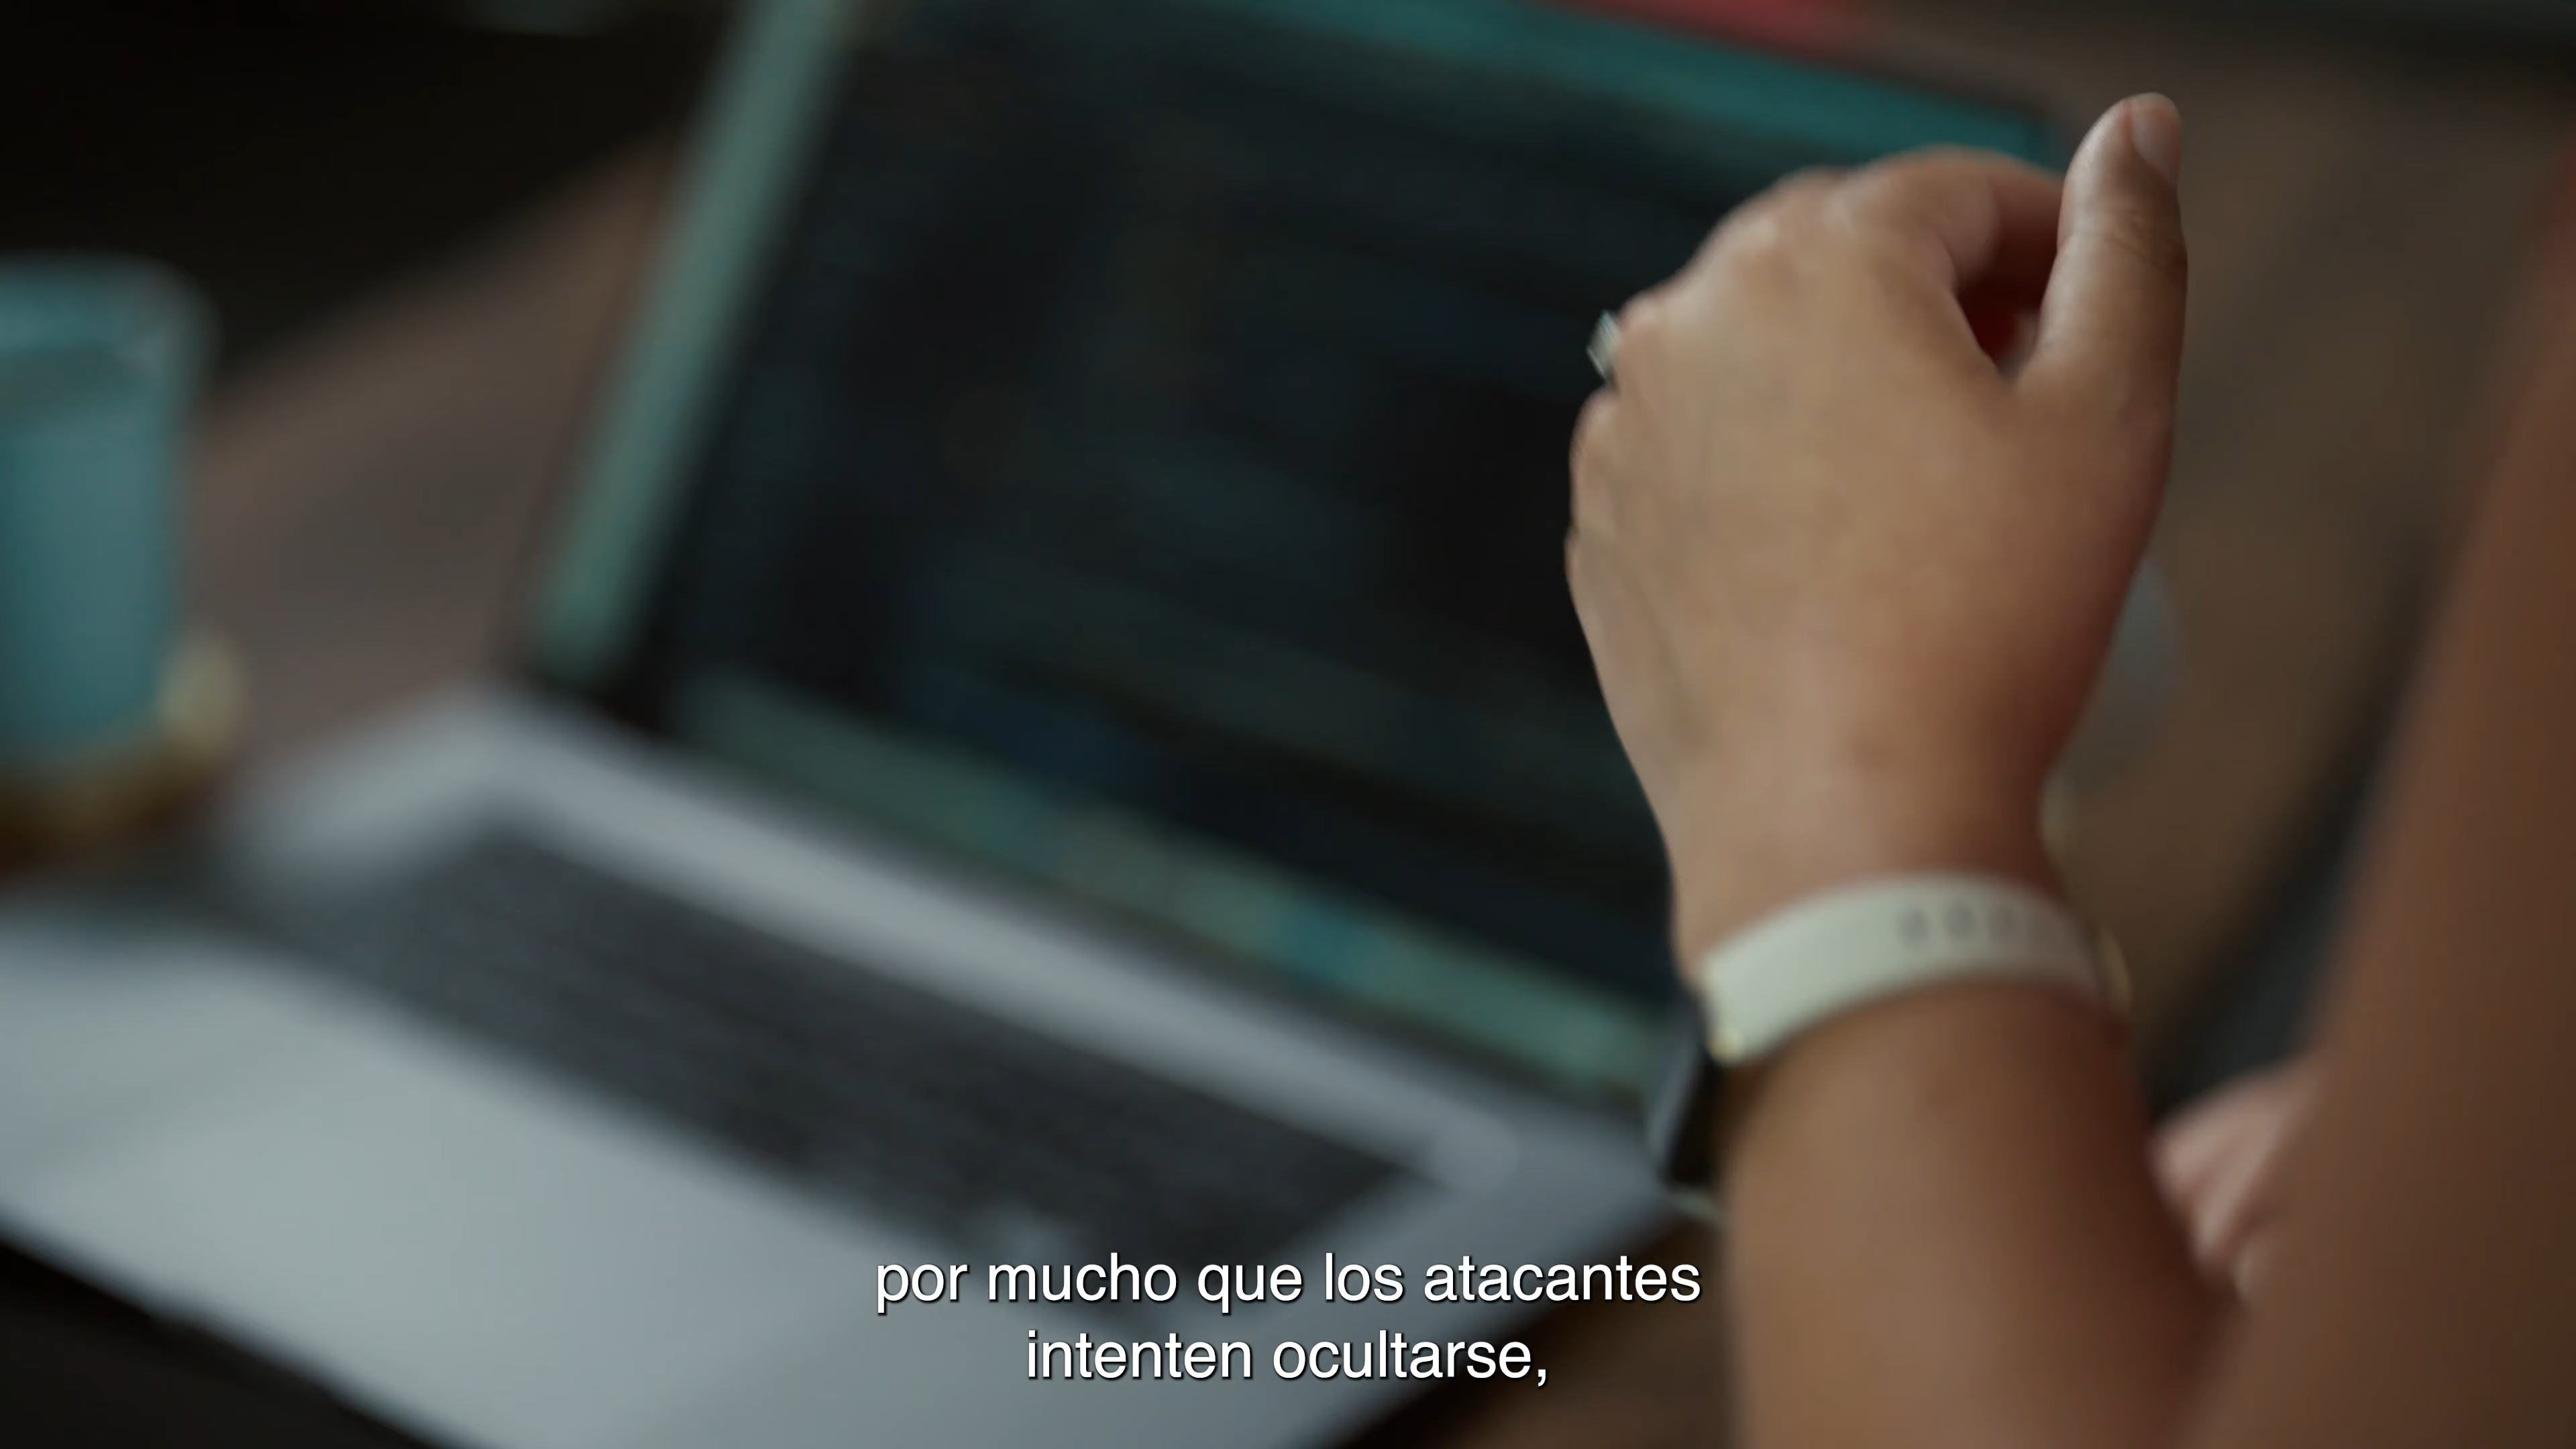 por mucho que los atacantes
intenten ocultarse,